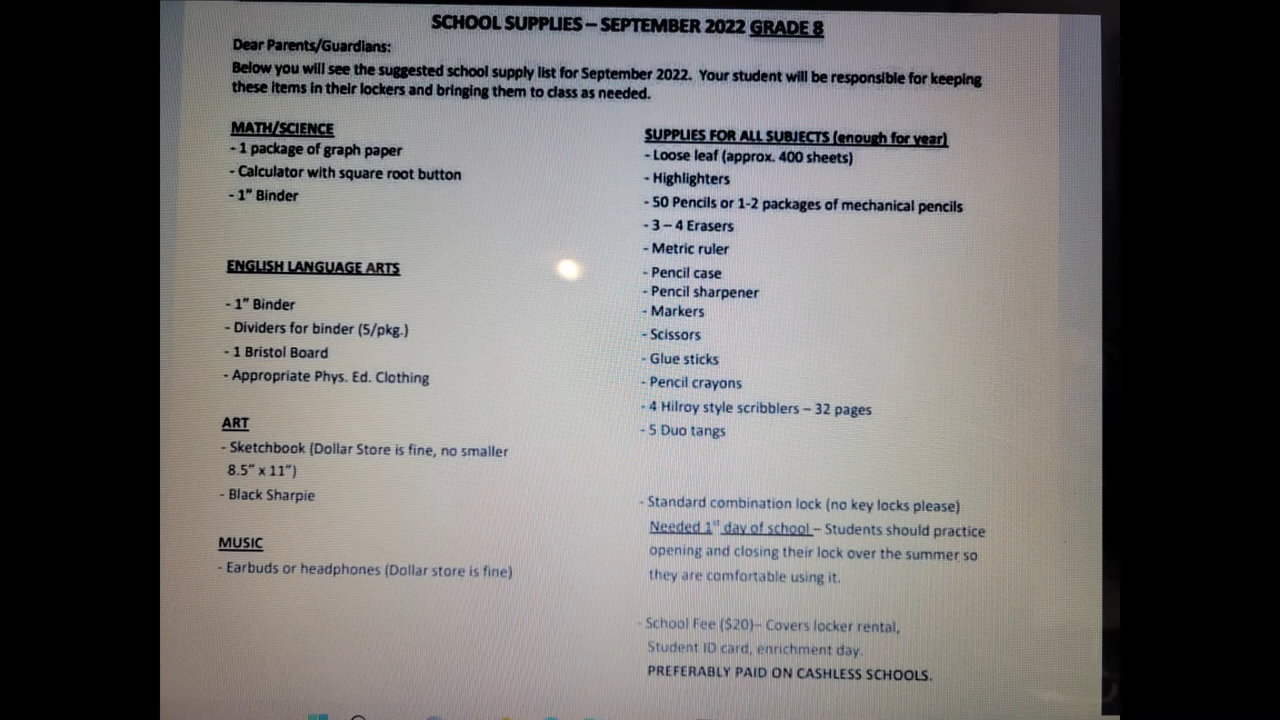 SCHOOL SUPPLIES – SEPTEMBER 2022 GRADE 8
Dear Parents/Guardians:
Below you will see the suggested school supply list for September 2022. Your student will be responsible for keeping
these items in their lockers and bringing them to class as needed.
MATH/SCIENCE
- 1 package of graph paper
- Calculator with square root button
- 1" Binder
ENGLISH LANGUAGE ARTS
- 1" Binder
- Dividers for binder (5/pkg.)
- 1 Bristol Board
- Appropriate Phys. Ed. Clothing
ART
- Sketchbook (Dollar Store is fine, no smaller
8.5" x 11")
- Black Sharpie
MUSIC
- Earbuds or headphones (Dollar store is fine)
SUPPLIES FOR ALL SUBJECTS (enough for year)
- Loose leaf (approx. 400 sheets)
- Highlighters
- 50 Pencils or 1-2 packages of mechanical pencils
- 3 – 4 Erasers
- Metric ruler
- Pencil case
- Pencil sharpener
- Markers
- Scissors
- Glue sticks
- Pencil crayons
- 4 Hilroy style scribblers – 32 pages
- 5 Duo tangs
- Standard combination lock (no key locks please)
Needed 1st day of school – Students should practice
opening and closing their lock over the summer so
they are comfortable using it.
- School Fee ($20)– Covers locker rental,
Student ID card, enrichment day.
PREFERABLY PAID ON CASHLESS SCHOOLS.